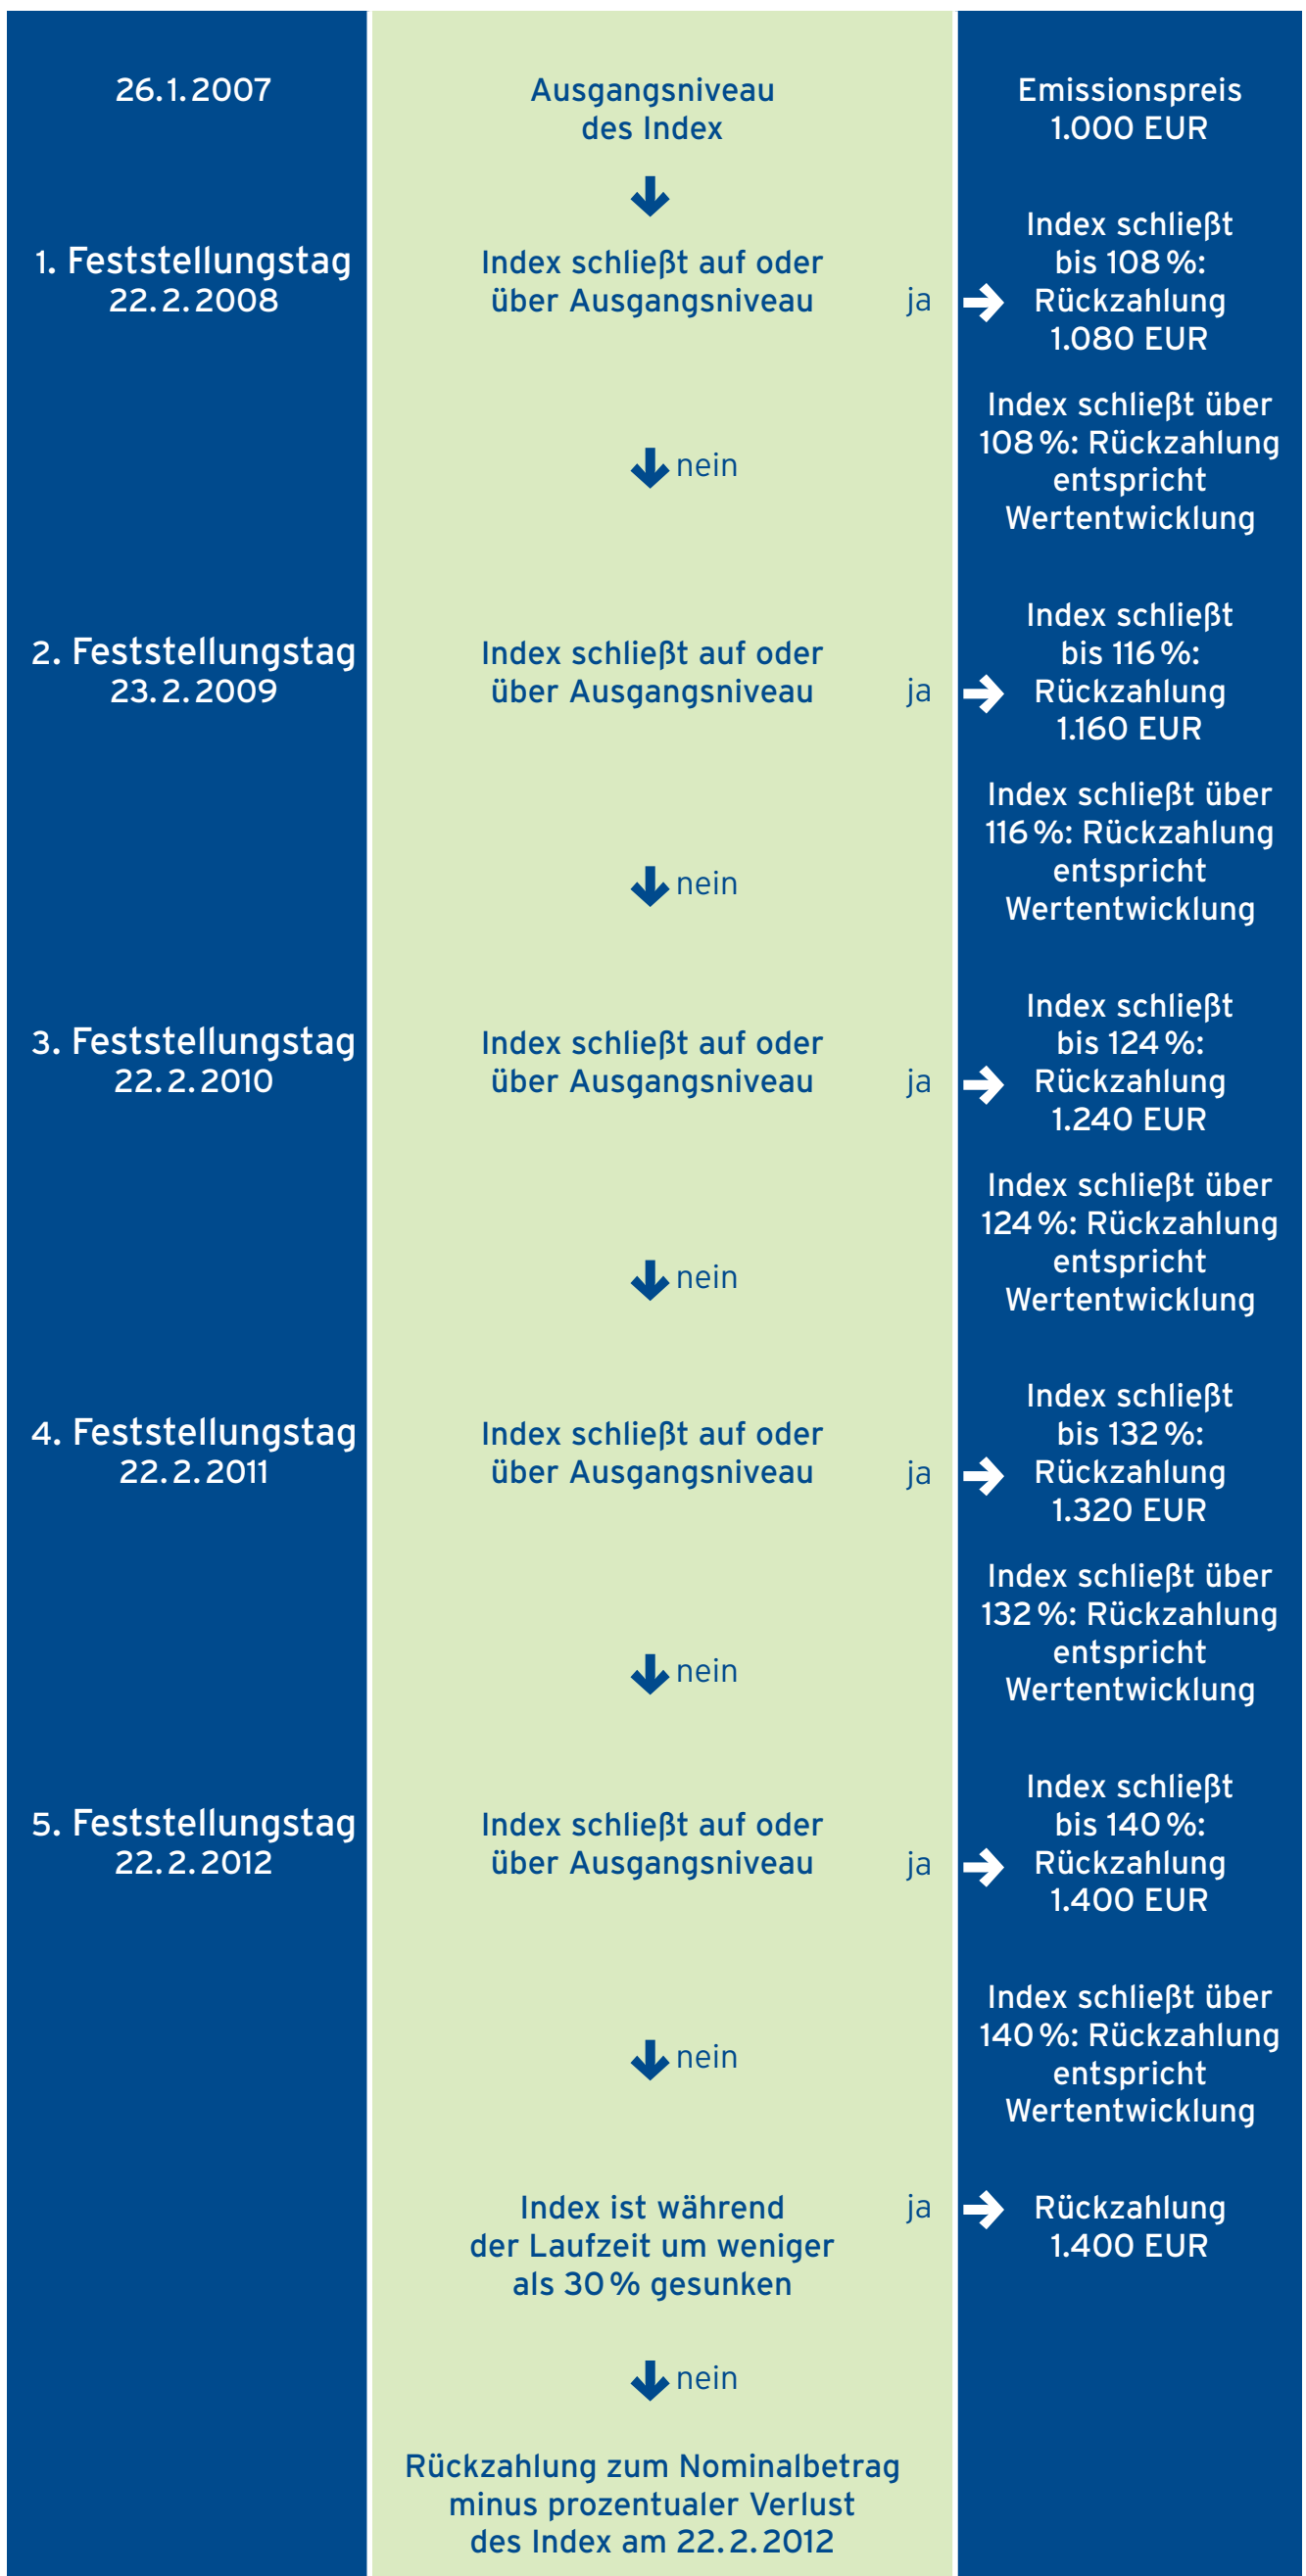 26.1.2007
Ausgangsniveau
des Index
Emissionspreis
1.000 EUR
1. Feststellungstag
22.2.2008
Index schließt auf oder
über Ausgangsniveau
ja
Index schließt
bis 108 %:
Rückzahlung
1.080 EUR
Index schließt über
108 %: Rückzahlung
entspricht
Wertentwicklung
nein
2. Feststellungstag
23.2.2009
Index schließt auf oder
über Ausgangsniveau
ja
Index schließt
bis 116 %:
Rückzahlung
1.160 EUR
Index schließt über
116 %: Rückzahlung
entspricht
Wertentwicklung
nein
3. Feststellungstag
22.2.2010
Index schließt auf oder
über Ausgangsniveau
ja
Index schließt
bis 124 %:
Rückzahlung
1.240 EUR
Index schließt über
124 %: Rückzahlung
entspricht
Wertentwicklung
nein
4. Feststellungstag
22.2.2011
Index schließt auf oder
über Ausgangsniveau
ja
Index schließt
bis 132 %:
Rückzahlung
1.320 EUR
Index schließt über
132 %: Rückzahlung
entspricht
Wertentwicklung
nein
5. Feststellungstag
22.2.2012
Index schließt auf oder
über Ausgangsniveau
ja
Index schließt
bis 140 %:
Rückzahlung
1.400 EUR
Index schließt über
140 %: Rückzahlung
entspricht
Wertentwicklung
nein
Index ist während
der Laufzeit um weniger
als 30 % gesunken
ja
Rückzahlung
1.400 EUR
nein
Rückzahlung zum Nominalbetrag
minus prozentualer Verlust
des Index am 22.2.2012